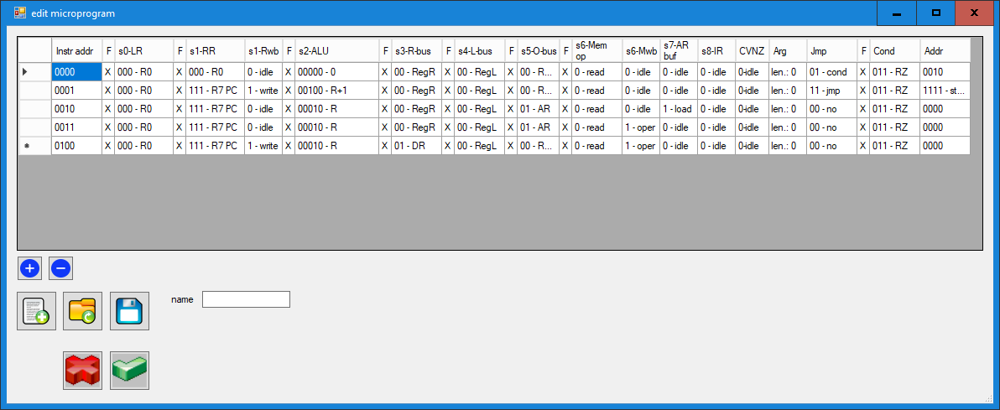 edit microprogram
Instr addr F s0-LR F s1-RR s1-Rwb F s2-ALU F s3-R-bus F s4-L-bus F s5-O-bus F s6-Mem op s6-Mwb s7-AR buf s8-IR CVNZ Arg Jmp F Cond Addr
0000 X 000 - R0 X 000 - R0 0 - idle X 00000 - 0 X 00 - RegR X 00 - RegL X 00 - R... X 0 - read 0 - idle 0 - idle 0 - idle 0-idle len.: 0 01 - cond X 011 - RZ 0010
0001 X 000 - R0 X 111 - R7 PC 1 - write X 00100 - R+1 X 00 - RegR X 00 - RegL X 00 - R... X 0 - read 0 - idle 0 - idle 0 - idle 0-idle len.: 0 11 - jmp X 011 - RZ 1111 - st...
0010 X 000 - R0 X 111 - R7 PC 0 - idle X 00010 - R X 00 - RegR X 00 - RegL X 01 - AR X 0 - read 0 - idle 1 - load 0 - idle 0-idle len.: 0 00 - no X 011 - RZ 0000
0011 X 000 - R0 X 111 - R7 PC 0 - idle X 00010 - R X 00 - RegR X 00 - RegL X 01 - AR X 0 - read 1 - oper 0 - idle 0 - idle 0-idle len.: 0 00 - no X 011 - RZ 0000
0100 X 000 - R0 X 111 - R7 PC 1 - write X 00010 - R X 01 - DR X 00 - RegL X 00 - R... X 0 - read 1 - oper 0 - idle 0 - idle 0-idle len.: 0 00 - no X 011 - RZ 0000
name